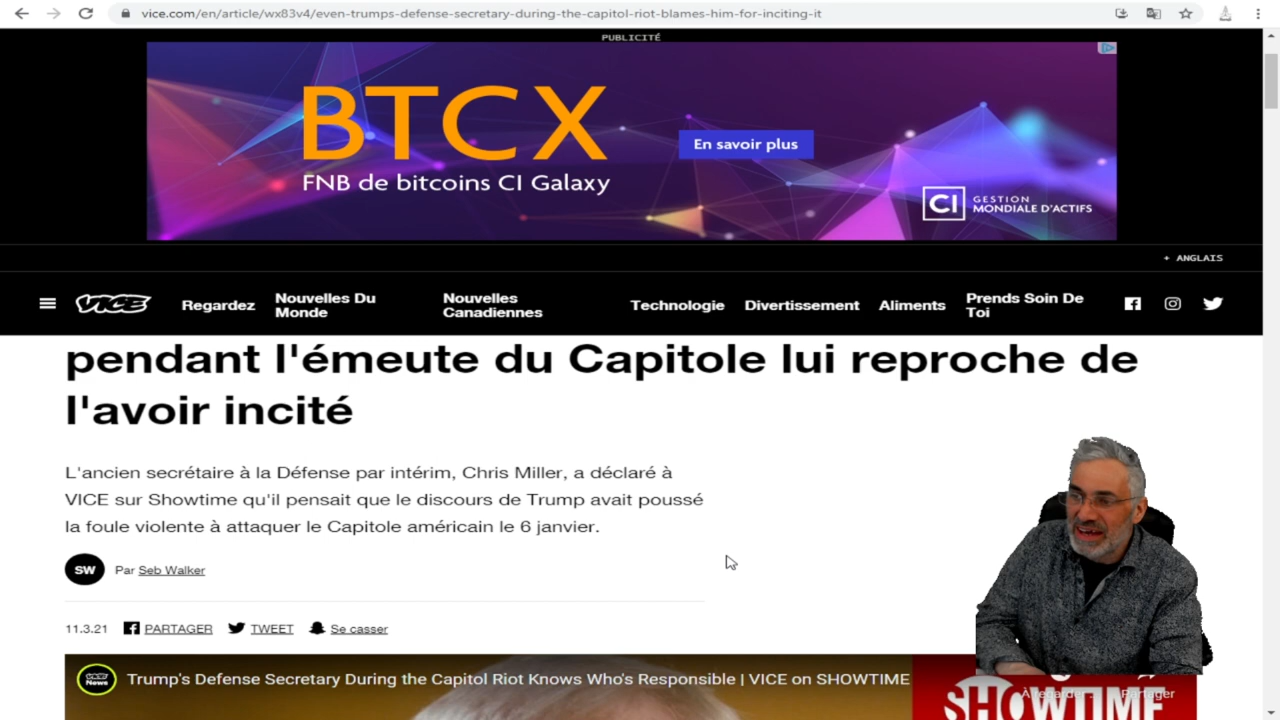 vice.com/en/article/wx83v4/even-trumps-defense-secretary-during-the-capitol-riot-blames-him-for-inciting-it
PUBLICITÉ
BTCX
FNB de bitcoins CI Galaxy
En savoir plus
CI GESTION
MONDIALE D'ACTIFS
+ ANGLAIS
VICE
Regardez
Nouvelles Du
Monde
Nouvelles
Canadiennes
Technologie
Divertissement
Aliments
Prends Soin De
Toi
pendant l'émeute du Capitole lui reproche de
l'avoir incité
L'ancien secrétaire à la Défense par intérim, Chris Miller, a déclaré à
VICE sur Showtime qu'il pensait que le discours de Trump avait poussé
la foule violente à attaquer le Capitole américain le 6 janvier.
SW
Par Seb Walker
11.3.21 PARTAGER TWEET Se casser
VICE News
Trump's Defense Secretary During the Capitol Riot Knows Who's Responsible | VICE on SHOWTIME
À regarder ... Partager
SHOWTIME